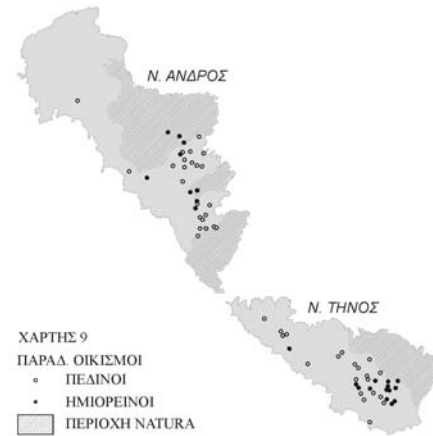 Ν. ΑΝΔΡΟΣ
Ν. ΤΗΝΟΣ
ΧΑΡΤΗΣ 9
ΠΑΡΑΔ. ΟΙΚΙΣΜΟΙ
ΠΕΔΙΝΟΙ
ΗΜΙΟΡΕΙΝΟΙ
ΠΕΡΙΟΧΗ NATURA